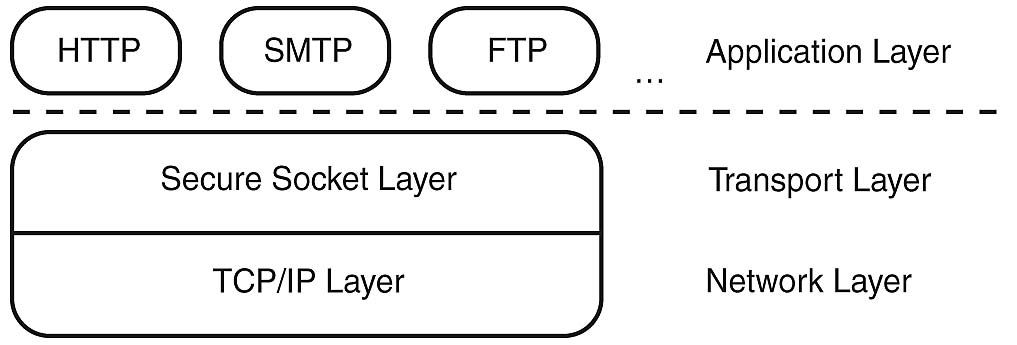 HTTP SMTP FTP ... Application Layer
Secure Socket Layer Transport Layer
TCP/IP Layer Network Layer